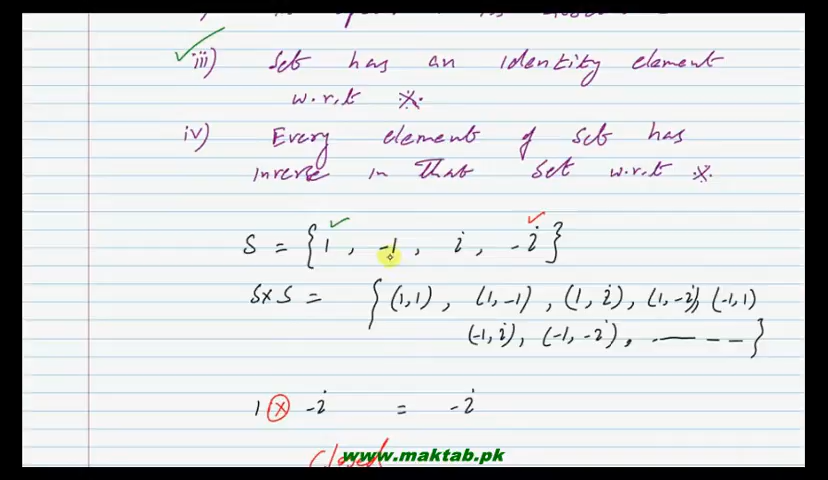 iii) Set has an identity element
w.r.t ※.
iv) Every element of set has
inverse in that set w.r.t ※.
S = { 1 , -1 , i , -i }
S×S = { (1,1) , (1,-1) , (1,i) , (1,-i) (-1,1)
(-1,i) , (-1,-i) , ------ }
1 × -i = -i
Closed
www.maktab.pk